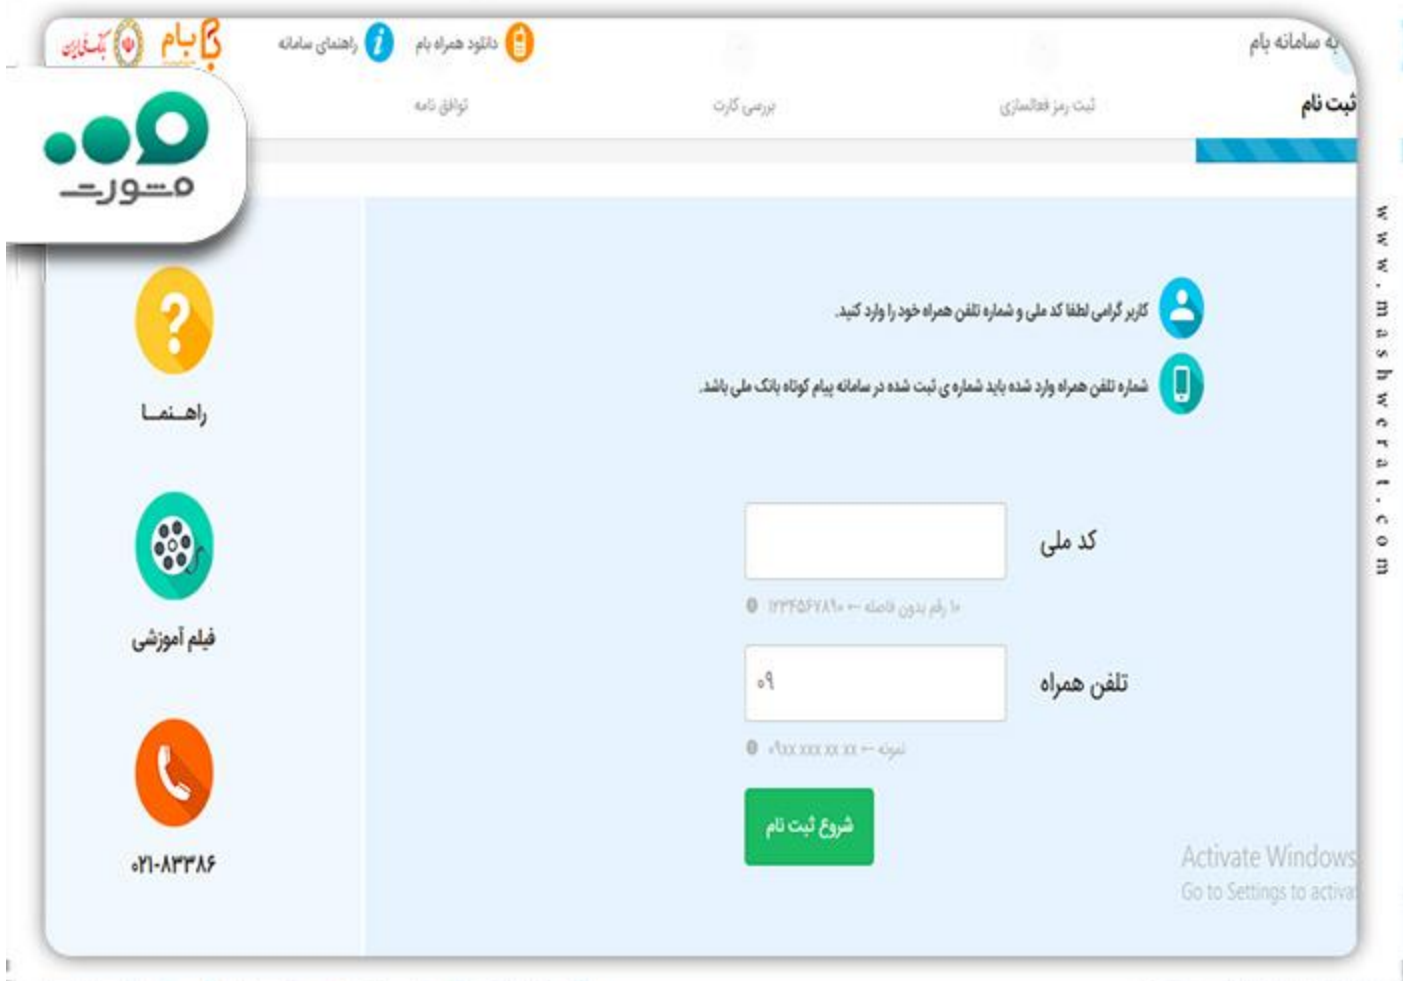 به سامانه بام
دانلود همراه بام
راهنمای سامانه
بام
بانک ملی ایران
ثبت نام
ثبت رمز فعالسازی
بررسی کارت
توافق نامه
مشورت
کاربر گرامی لطفا کد ملی و شماره تلفن همراه خود را وارد کنید.
شماره تلفن همراه وارد شده باید شماره ی ثبت شده در سامانه پیام کوتاه بانک ملی باشد.
کد ملی
۱۰ رقم بدون فاصله ← ۱۲۳۴۵۶۷۸۹۰
تلفن همراه
۰۹
نمونه ← ۰۹xx xxx xx xx
شروع ثبت نام
راهـنمـا
فیلم آموزشی
۰۲۱-۸۳۳۸۶
Activate Windows
Go to Settings to activat
www.mashwerat.com